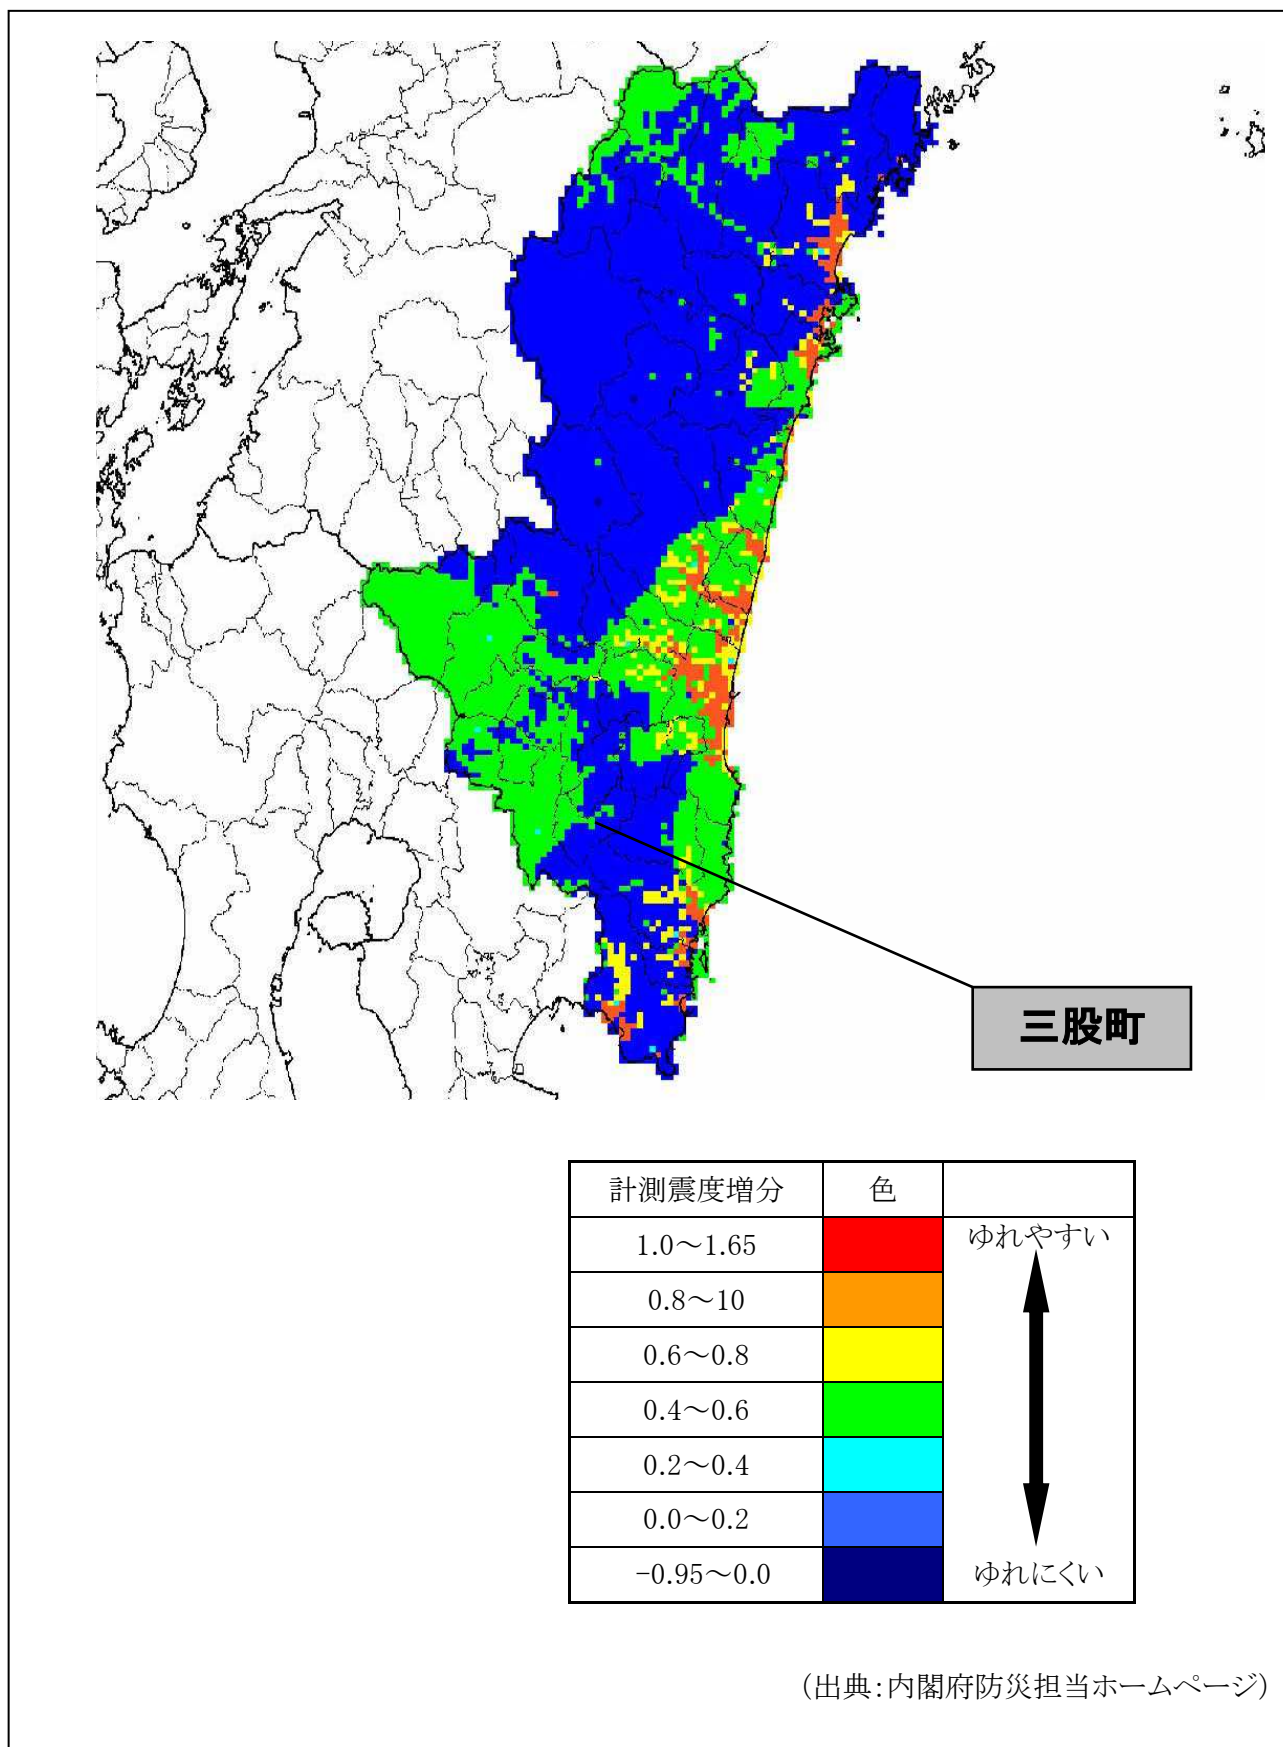 三股町
計測震度増分 色
1.0～1.65 ゆれやすい
0.8～10
0.6～0.8
0.4～0.6
0.2～0.4
0.0～0.2
-0.95～0.0 ゆれにくい
（出典：内閣府防災担当ホームページ）